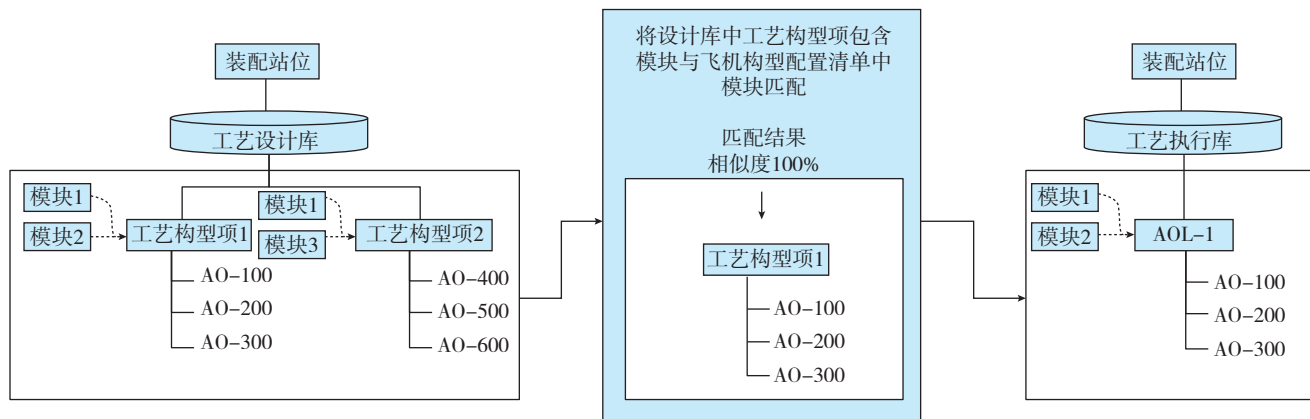 装配站位
工艺设计库
模块1
模块2
工艺构型项1
AO-100
AO-200
AO-300
模块1
模块3
工艺构型项2
AO-400
AO-500
AO-600
将设计库中工艺构型项包含
模块与飞机构型配置清单中
模块匹配
匹配结果
相似度100%
工艺构型项1
AO-100
AO-200
AO-300
装配站位
工艺执行库
模块1
模块2
AOL-1
AO-100
AO-200
AO-300